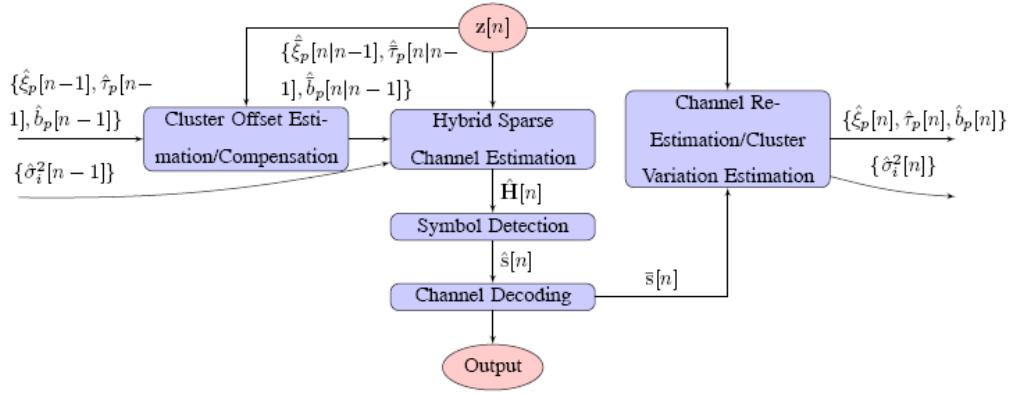 z[n]
{ξ̄̂_p[n|n−1], τ̄̂_p[n|n−
1], b̄̂_p[n|n − 1]}
{ξ̂_p[n−1], τ̂_p[n−
1], b̂_p[n − 1]}
Cluster Offset Esti-
mation/Compensation
{σ̂²_i[n − 1]}
Hybrid Sparse
Channel Estimation
Ĥ[n]
Symbol Detection
ŝ[n]
Channel Decoding
s̄[n]
Output
Channel Re-
Estimation/Cluster
Variation Estimation
{ξ̂_p[n], τ̂_p[n], b̂_p[n]}
{σ̂²_i[n]}